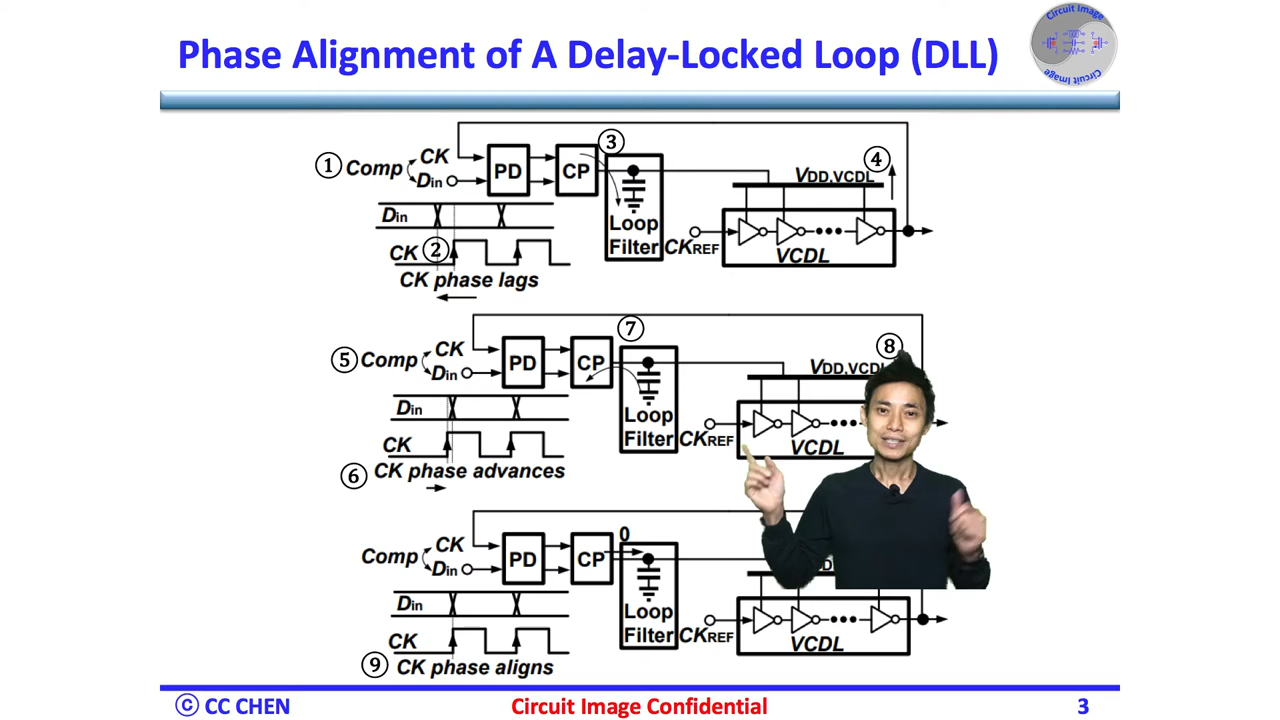 Phase Alignment of A Delay-Locked Loop (DLL)
Circuit Image
Circuit Image
① Comp CK
Din
PD
CP
③
Loop
Filter
④
VDD,VCDL
CKREF
VCDL
Din
CK ②
CK phase lags
⑤ Comp CK
Din
PD
CP
⑦
Loop
Filter
⑧
VDD,VCDL
CKREF
VCDL
Din
CK
⑥ CK phase advances
Comp CK
Din
PD
CP
0
Loop
Filter
CKREF
VCDL
Din
CK
⑨ CK phase aligns
© CC CHEN
Circuit Image Confidential
3